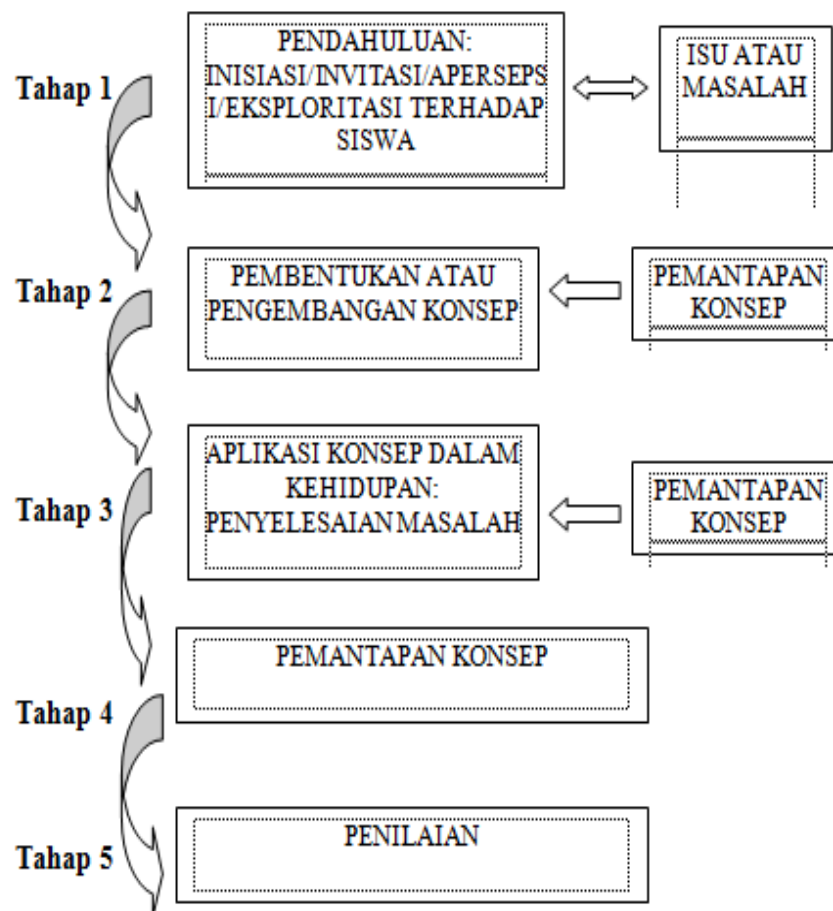 Tahap 1
PENDAHULUAN:
INISIASI/INVITASI/APERSEPS
I/EKSPLORITASI TERHADAP
SISWA
ISU ATAU
MASALAH
Tahap 2
PEMBENTUKAN ATAU
PENGEMBANGAN KONSEP
PEMANTAPAN
KONSEP
Tahap 3
APLIKASI KONSEP DALAM
KEHIDUPAN:
PENYELESAIAN MASALAH
PEMANTAPAN
KONSEP
Tahap 4
PEMANTAPAN KONSEP
Tahap 5
PENILAIAN